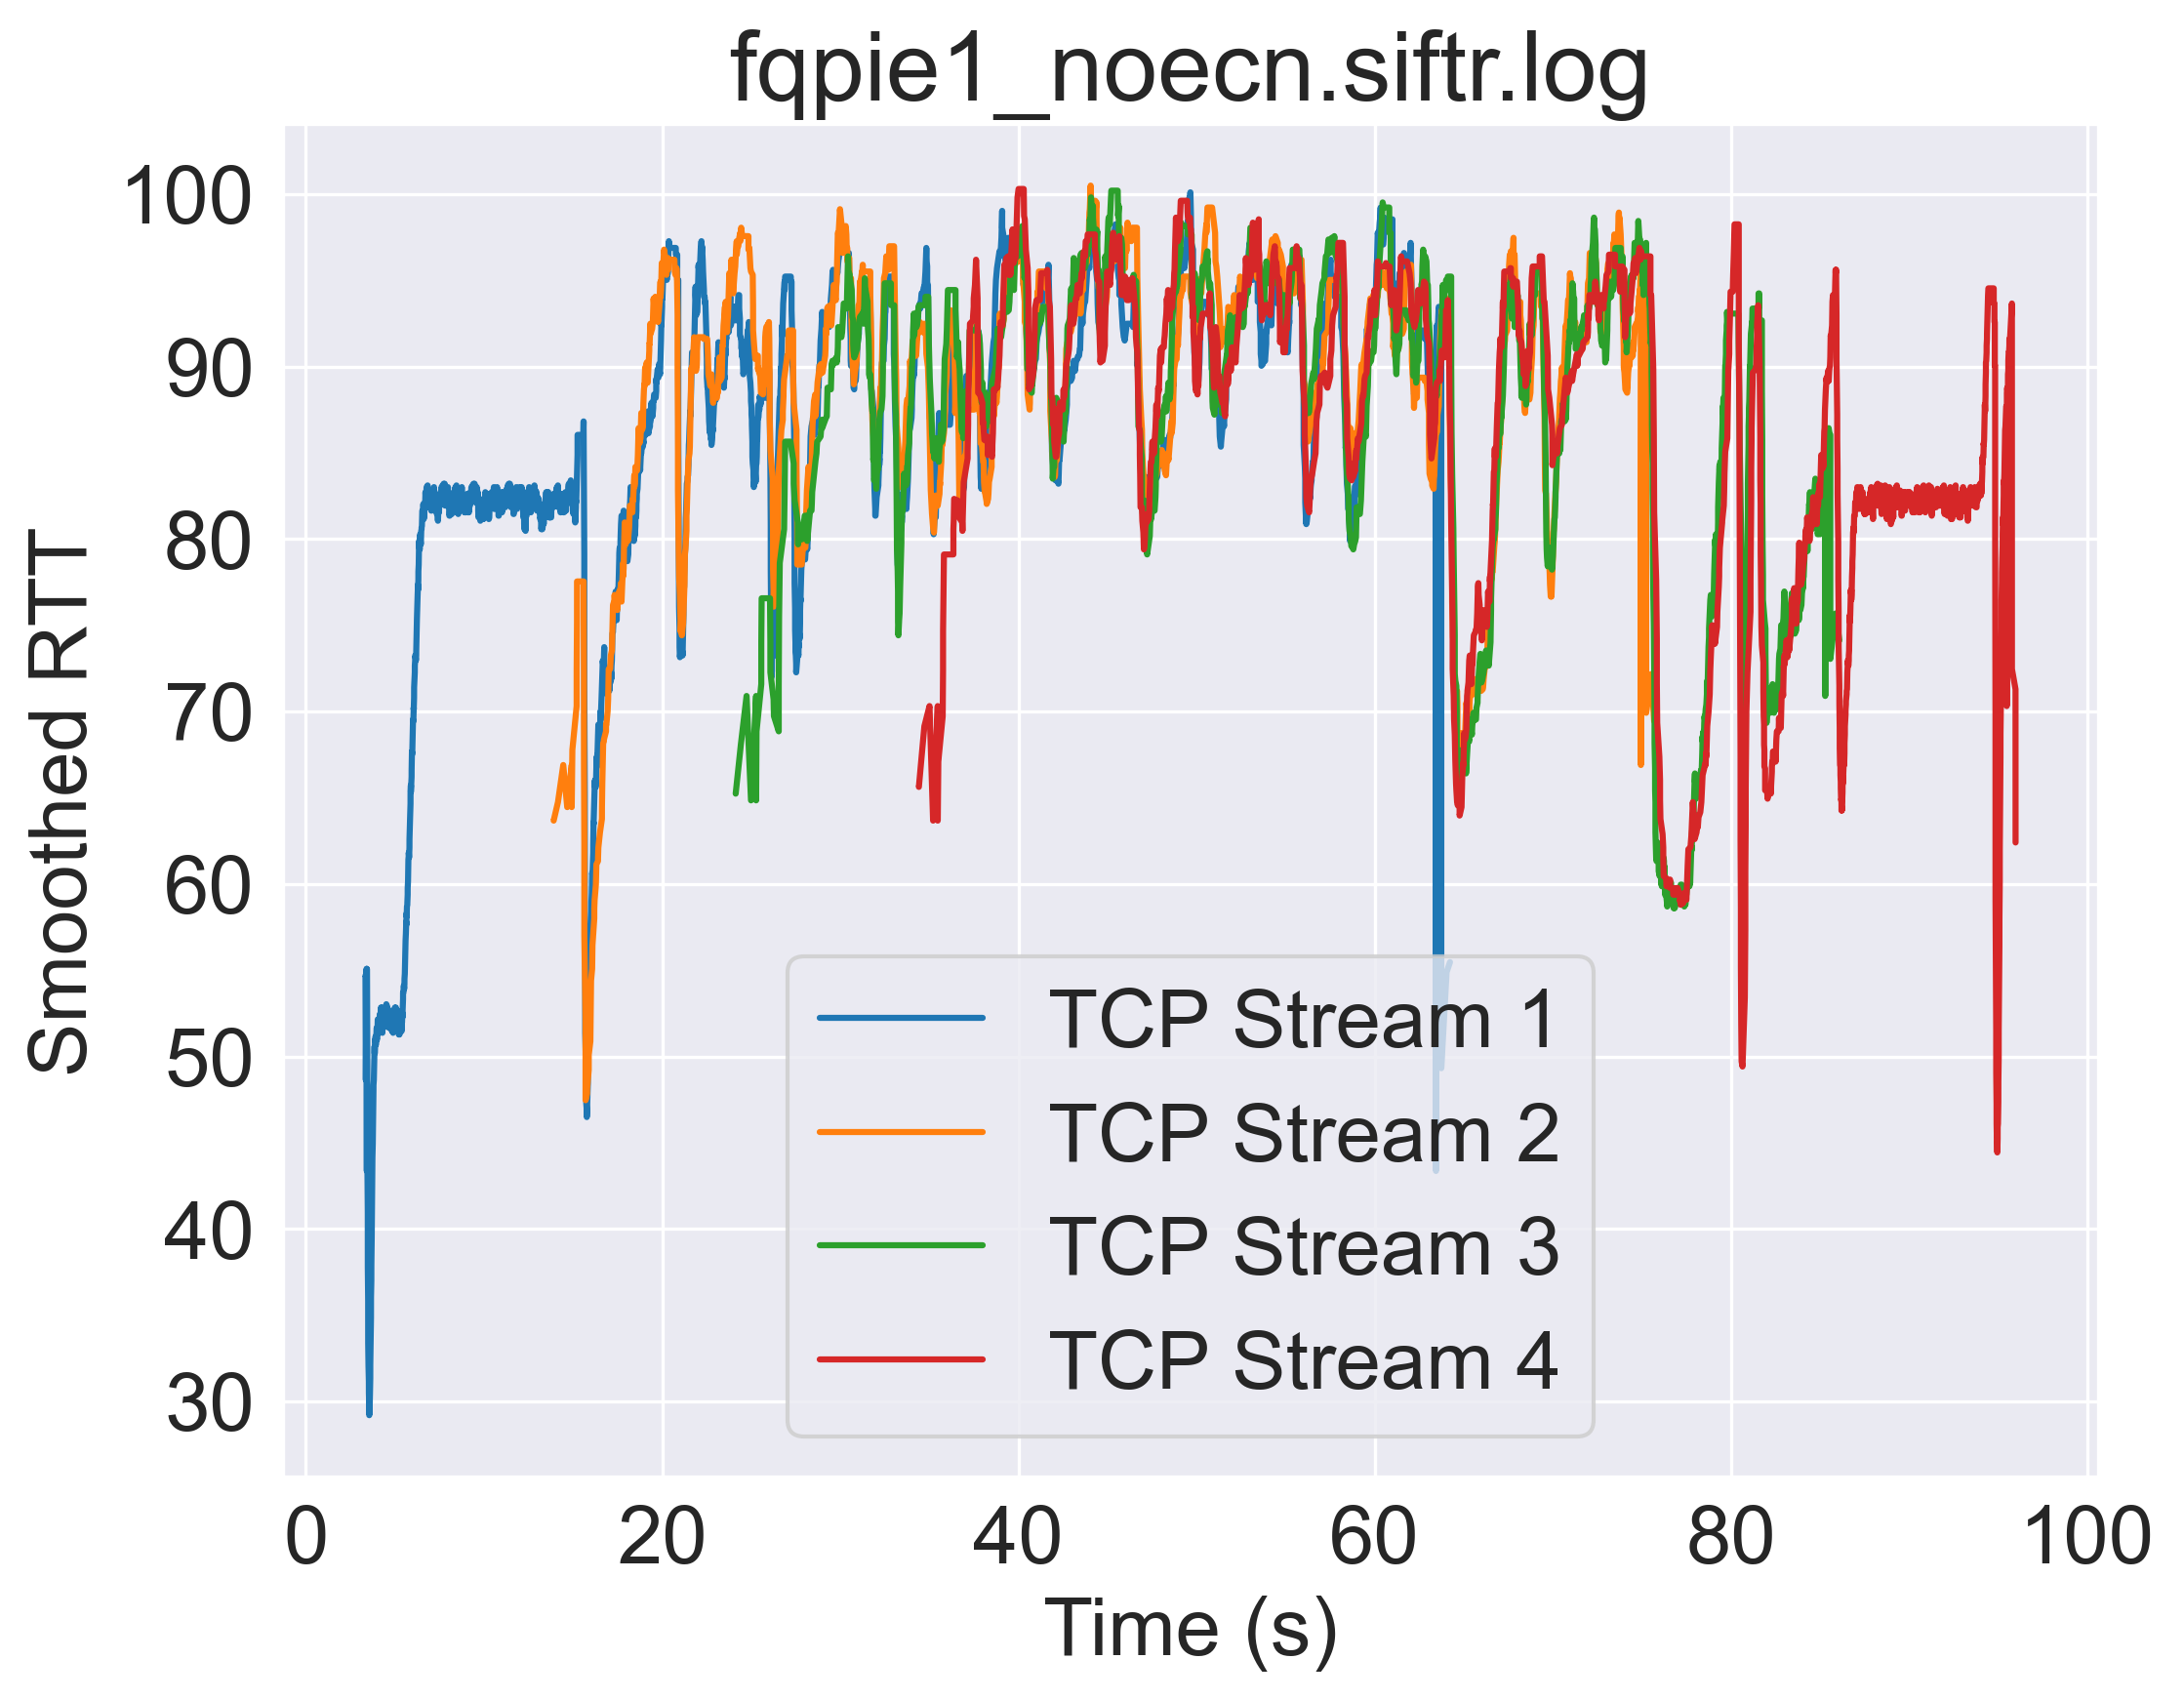 fqpie1_noecn.siftr.log
100
90
80
70
60
50
40
30
Smoothed RTT
TCP Stream 1
TCP Stream 2
TCP Stream 3
TCP Stream 4
0 20 40 60 80 100
Time (s)